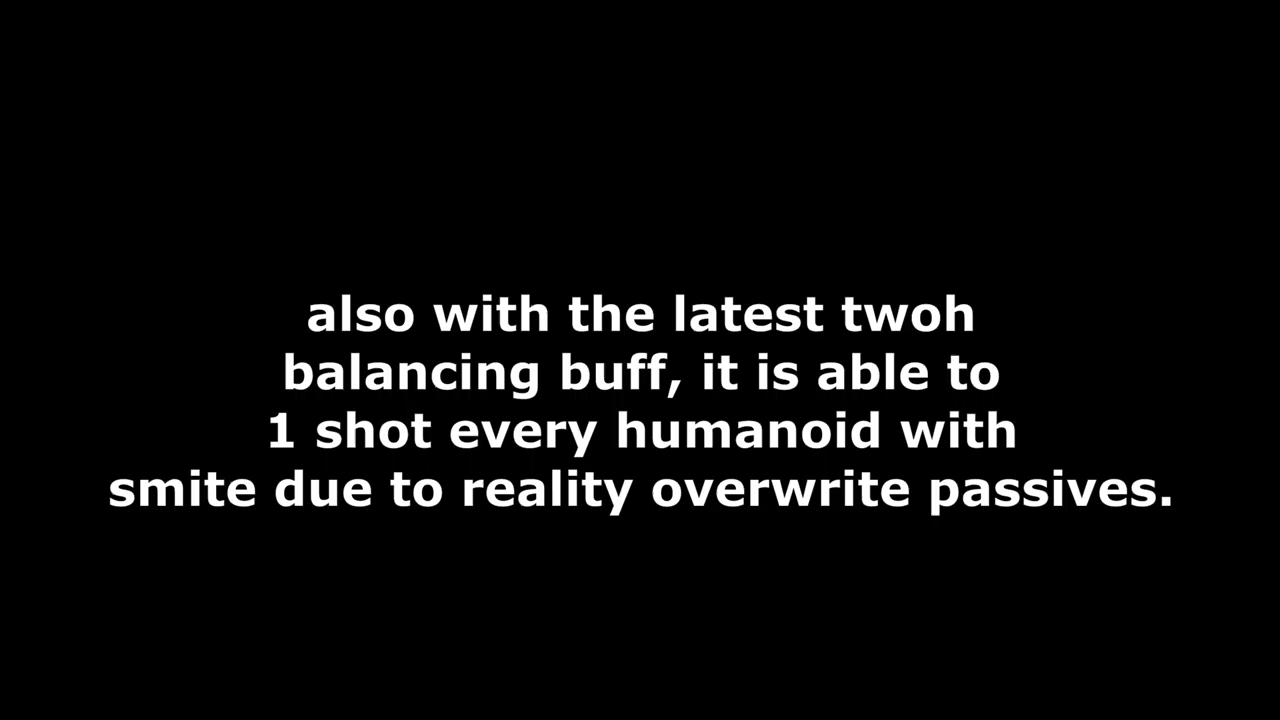 also with the latest twoh
balancing buff, it is able to
1 shot every humanoid with
smite due to reality overwrite passives.